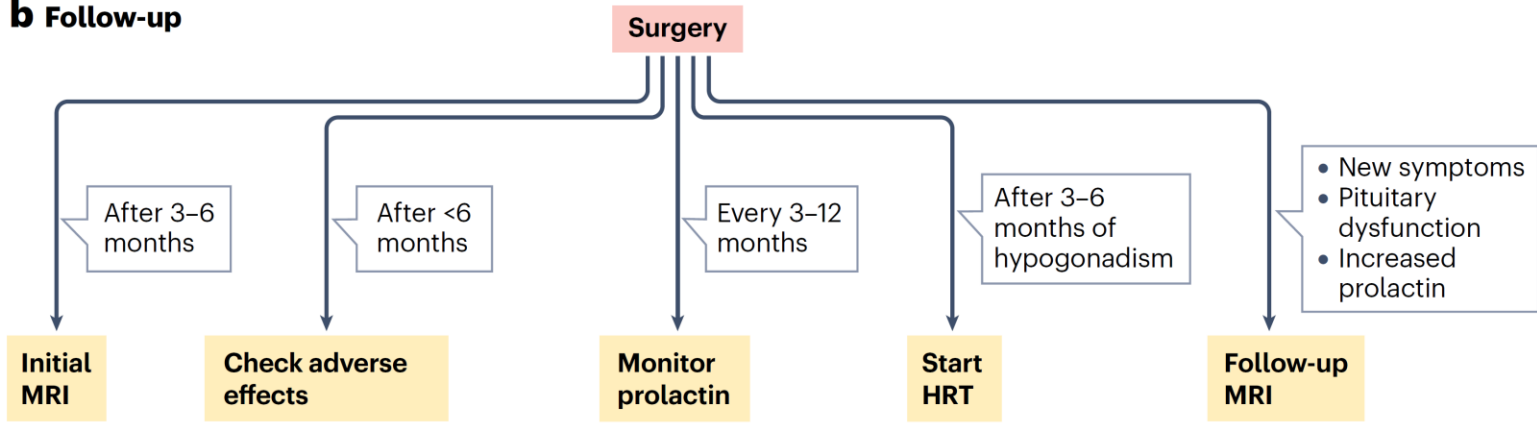 b Follow-up
Surgery
After 3–6
months
After <6
months
Every 3–12
months
After 3–6
months of
hypogonadism
• New symptoms
• Pituitary
dysfunction
• Increased
prolactin
Initial
MRI
Check adverse
effects
Monitor
prolactin
Start
HRT
Follow-up
MRI